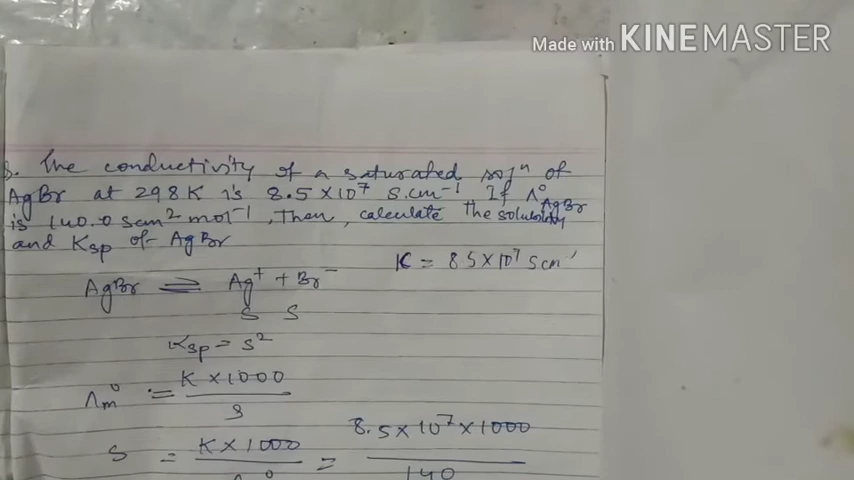 Made with KINEMASTER
The conductivity of a saturated solⁿ of
AgBr at 298K is 8.5 × 10⁷ S.cm⁻¹ If Λ°AgBr
is 140.0 Scm² mol⁻¹, then, calculate the solubility
and Ksp of AgBr
K = 8.5 × 10⁷ S cm⁻¹
AgBr ⇌ Ag⁺ + Br⁻
S S
Ksp = S²
Λm° = K × 1000 / S
S = K × 1000 / = 8.5 × 10⁷ × 1000 / 140